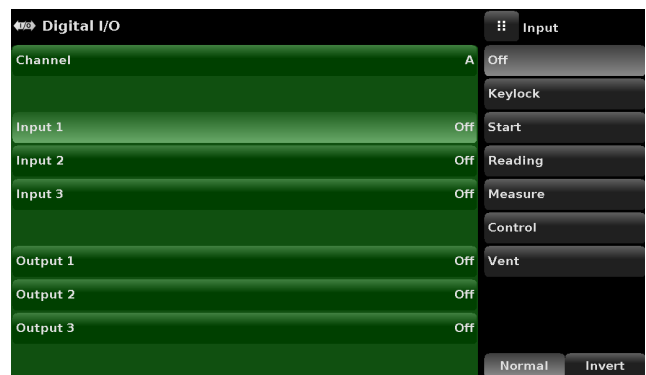 I/O Digital I/O
Channel A
Input 1 Off
Input 2 Off
Input 3 Off
Output 1 Off
Output 2 Off
Output 3 Off
Input
Off
Keylock
Start
Reading
Measure
Control
Vent
Normal Invert